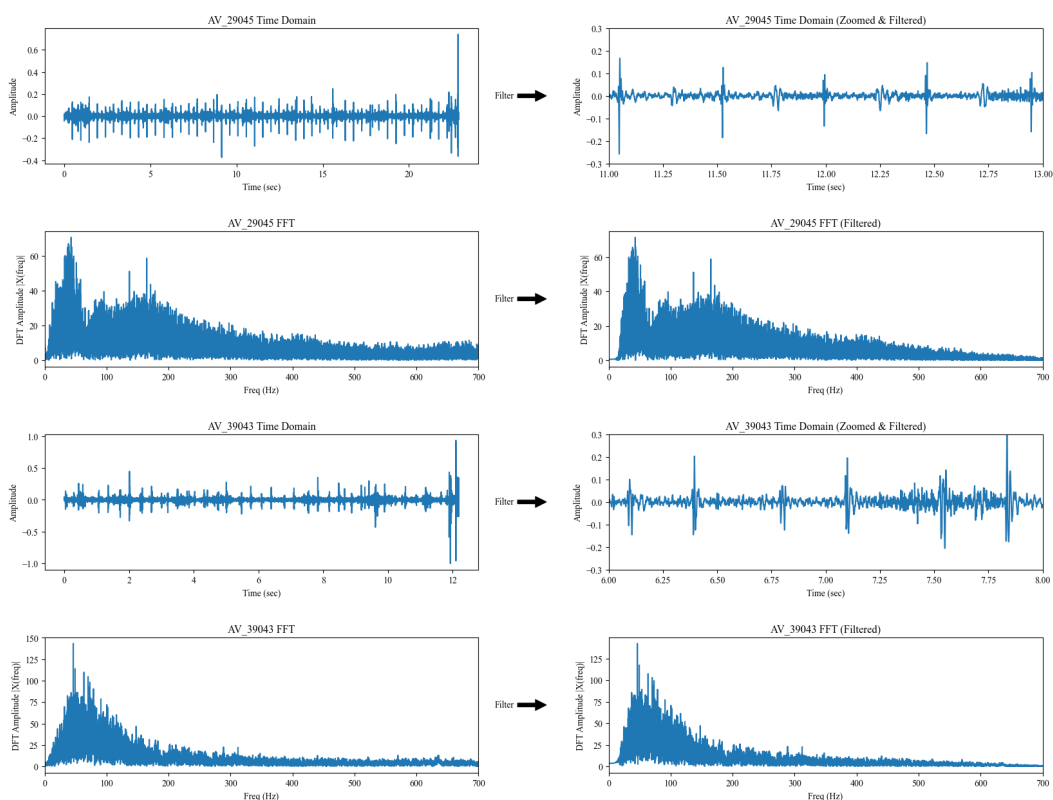 AV_29045 Time Domain
Amplitude
0.6
0.4
0.2
0.0
−0.2
−0.4
0 5 10 15 20
Time (sec)
Filter
AV_29045 Time Domain (Zoomed & Filtered)
Amplitude
0.3
0.2
0.1
0.0
−0.1
−0.2
−0.3
11.00 11.25 11.50 11.75 12.00 12.25 12.50 12.75 13.00
Time (sec)
AV_29045 FFT
DFT Amplitude |X(freq)|
60
40
20
0
0 100 200 300 400 500 600 700
Freq (Hz)
Filter
AV_29045 FFT (Filtered)
DFT Amplitude |X(freq)|
60
40
20
0
0 100 200 300 400 500 600 700
Freq (Hz)
AV_39043 Time Domain
Amplitude
1.0
0.5
0.0
−0.5
−1.0
0 2 4 6 8 10 12
Time (sec)
Filter
AV_39043 Time Domain (Zoomed & Filtered)
Amplitude
0.3
0.2
0.1
0.0
−0.1
−0.2
−0.3
6.00 6.25 6.50 6.75 7.00 7.25 7.50 7.75 8.00
Time (sec)
AV_39043 FFT
DFT Amplitude |X(freq)|
150
125
100
75
50
25
0
0 100 200 300 400 500 600 700
Freq (Hz)
Filter
AV_39043 FFT (Filtered)
DFT Amplitude |X(freq)|
125
100
75
50
25
0
0 100 200 300 400 500 600 700
Freq (Hz)